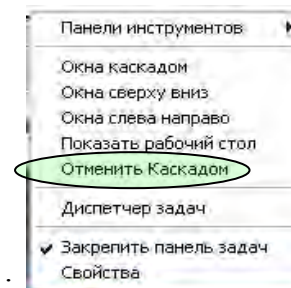 Панели инструментов
Окна каскадом
Окна сверху вниз
Окна слева направо
Показать рабочий стол
Отменить Каскадом
Диспетчер задач
Закрепить панель задач
Свойства